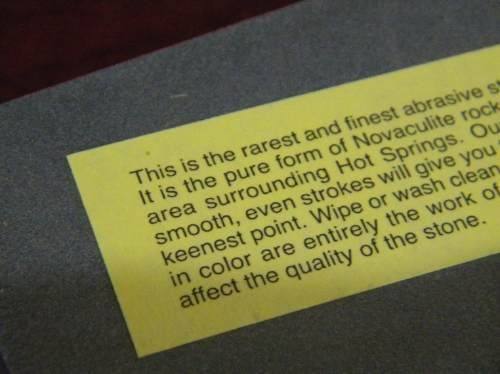 This is the rarest and finest abrasive
It is the pure form of Novaculite rock
area surrounding Hot Springs.
smooth, even strokes will give you
keenest point. Wipe or wash clean
in color are entirely the work of
affect the quality of the stone.